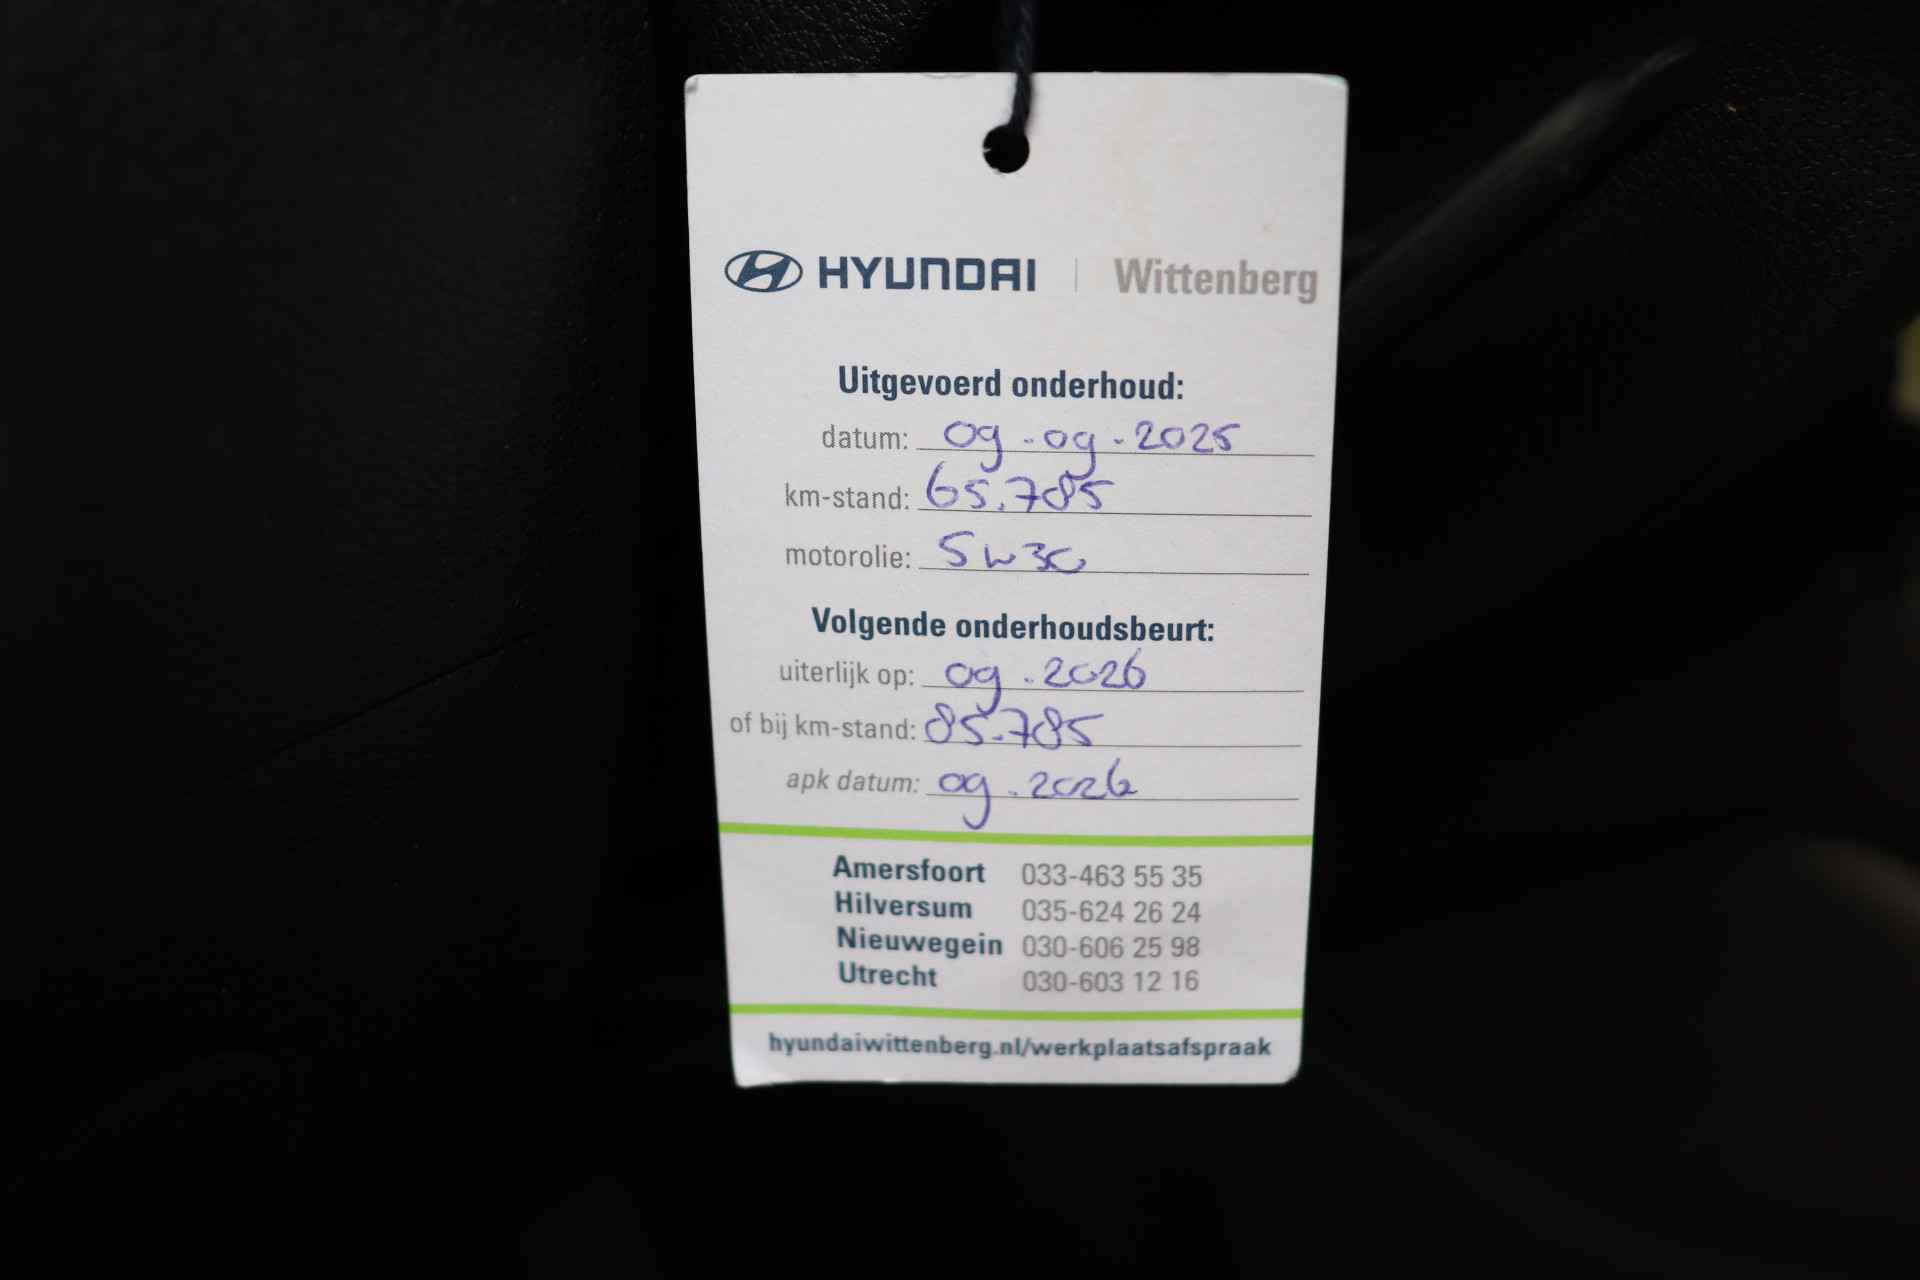 HYUNDAI | Wittenberg
Uitgevoerd onderhoud:
datum: 09-09-2025
km-stand: 65.785
motorolie: 5w30
Volgende onderhoudsbeurt:
uiterlijk op: 09.2026
of bij km-stand: 85.785
apk datum: 09.2026
Amersfoort 033-463 55 35
Hilversum 035-624 26 24
Nieuwegein 030-606 25 98
Utrecht 030-603 12 16
hyundaiwittenberg.nl/werkplaatsafspraak